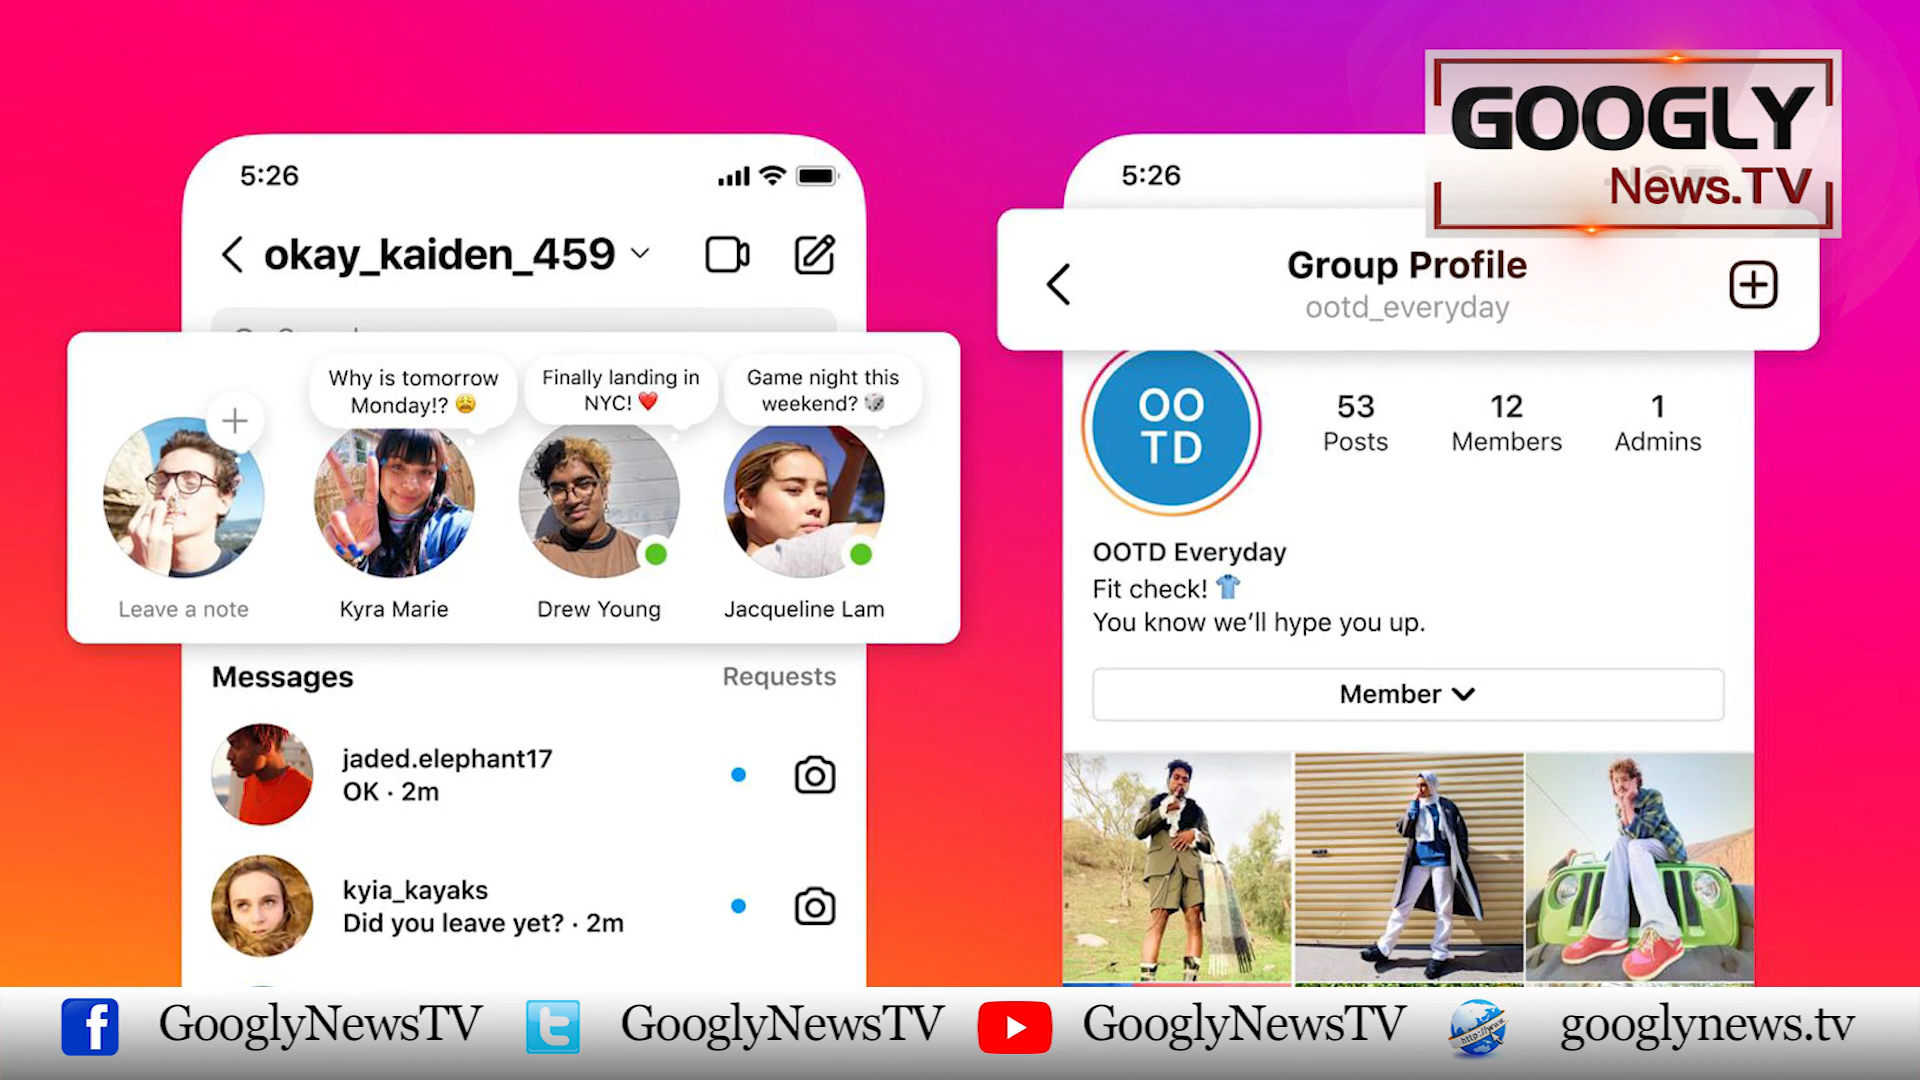 GOOGLY
News.TV
5:26
okay_kaiden_459
Why is tomorrow
Monday!? 😩
Finally landing in
NYC! ❤️
Game night this
weekend? 🎲
Leave a note
Kyra Marie
Drew Young
Jacqueline Lam
Messages
Requests
jaded.elephant17
OK · 2m
kyia_kayaks
Did you leave yet? · 2m
5:26
Group Profile
ootd_everyday
OO
TD
53
Posts
12
Members
1
Admins
OOTD Everyday
Fit check! 👕
You know we’ll hype you up.
Member
GooglyNewsTV
GooglyNewsTV
GooglyNewsTV
googlynews.tv